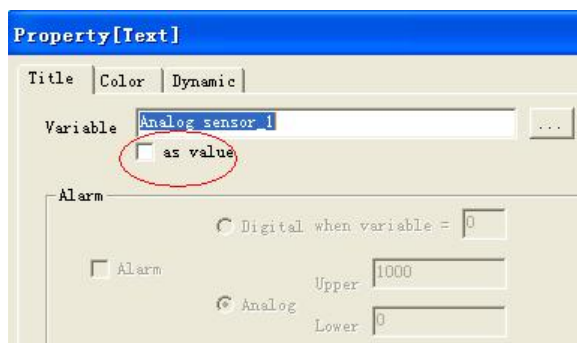 Property[Text]
Title Color Dynamic
Variable Analog sensor_1 ...
as value
Alarm
Digital when variable = 0
Alarm
Upper 1000
Analog
Lower 0